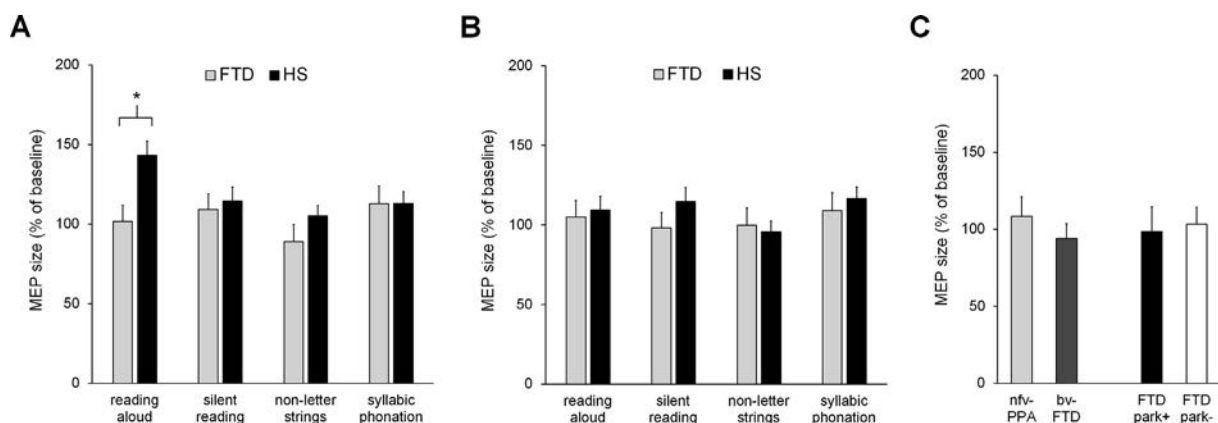 A
MEP size (% of baseline)
200
150
100
50
0
FTD HS
*
reading aloud
silent reading
non-letter strings
syllabic phonation
B
MEP size (% of baseline)
200
150
100
50
0
FTD HS
reading aloud
silent reading
non-letter strings
syllabic phonation
C
MEP size (% of baseline)
200
150
100
50
0
nfv-PPA
bv-FTD
FTD park+
FTD park-